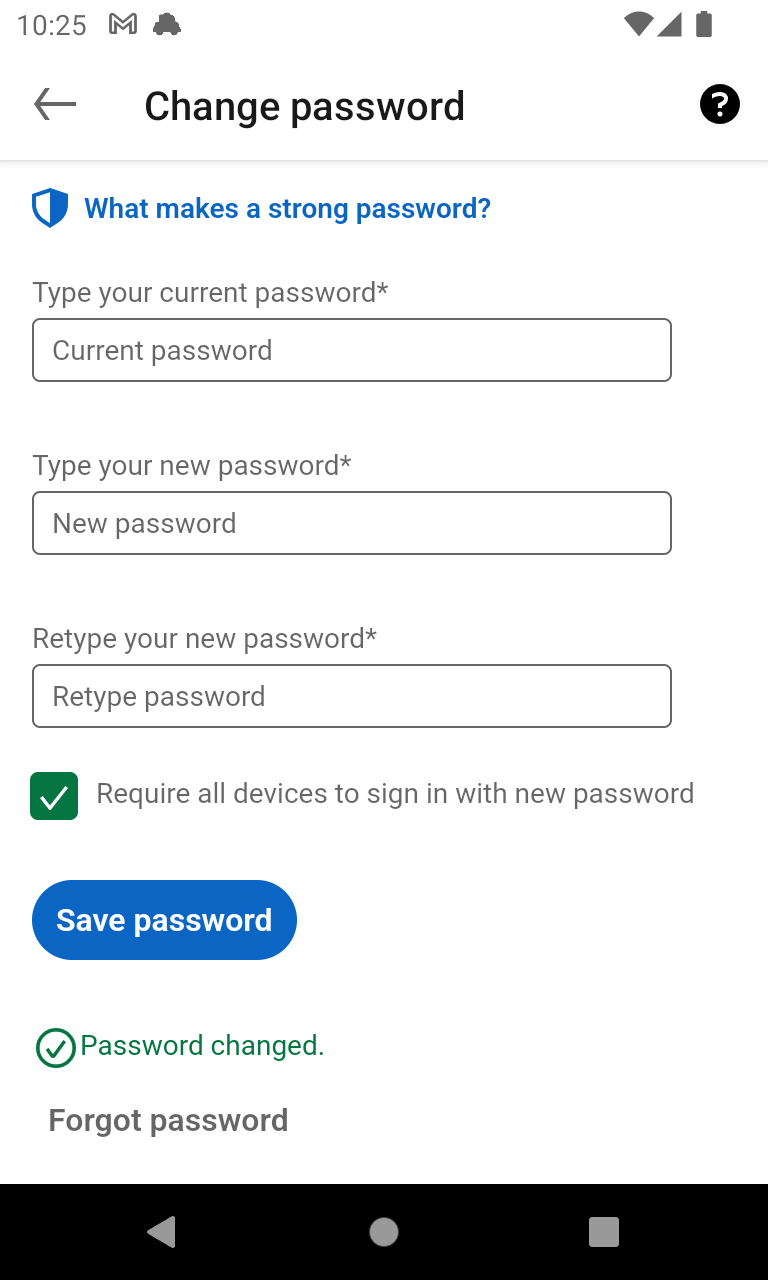 10:25
Change password
What makes a strong password?
Type your current password*
Current password
Type your new password*
New password
Retype your new password*
Retype password
Require all devices to sign in with new password
Save password
Password changed.
Forgot password